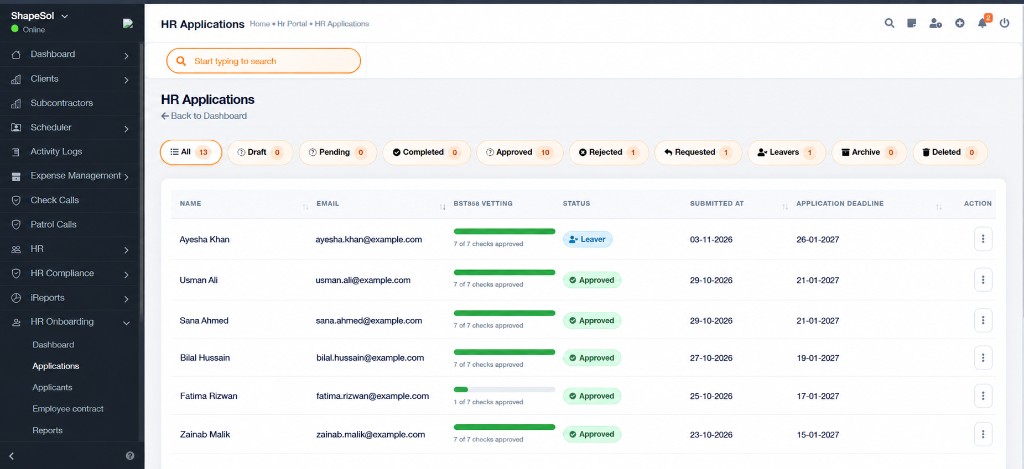 ShapeSol
Online
Dashboard
Clients
Subcontractors
Scheduler
Activity Logs
Expense Management
Check Calls
Patrol Calls
HR
HR Compliance
iReports
HR Onboarding
Dashboard
Applications
Applicants
Employee contract
Reports
HR Applications Home • Hr Portal • HR Applications
2
Start typing to search
HR Applications
Back to Dashboard
All 13 Draft 0 Pending 0 Completed 0 Approved 10 Rejected 1 Requested 1 Leavers 1 Archive 0 Deleted 0
NAME EMAIL BS7858 VETTING STATUS SUBMITTED AT APPLICATION DEADLINE ACTION
Ayesha Khan ayesha.khan@example.com 7 of 7 checks approved Leaver 03-11-2026 26-01-2027
Usman Ali usman.ali@example.com 7 of 7 checks approved Approved 29-10-2026 21-01-2027
Sana Ahmed sana.ahmed@example.com 7 of 7 checks approved Approved 29-10-2026 21-01-2027
Bilal Hussain bilal.hussain@example.com 7 of 7 checks approved Approved 27-10-2026 19-01-2027
Fatima Rizwan fatima.rizwan@example.com 1 of 7 checks approved Approved 25-10-2026 17-01-2027
Zainab Malik zainab.malik@example.com 7 of 7 checks approved Approved 23-10-2026 15-01-2027